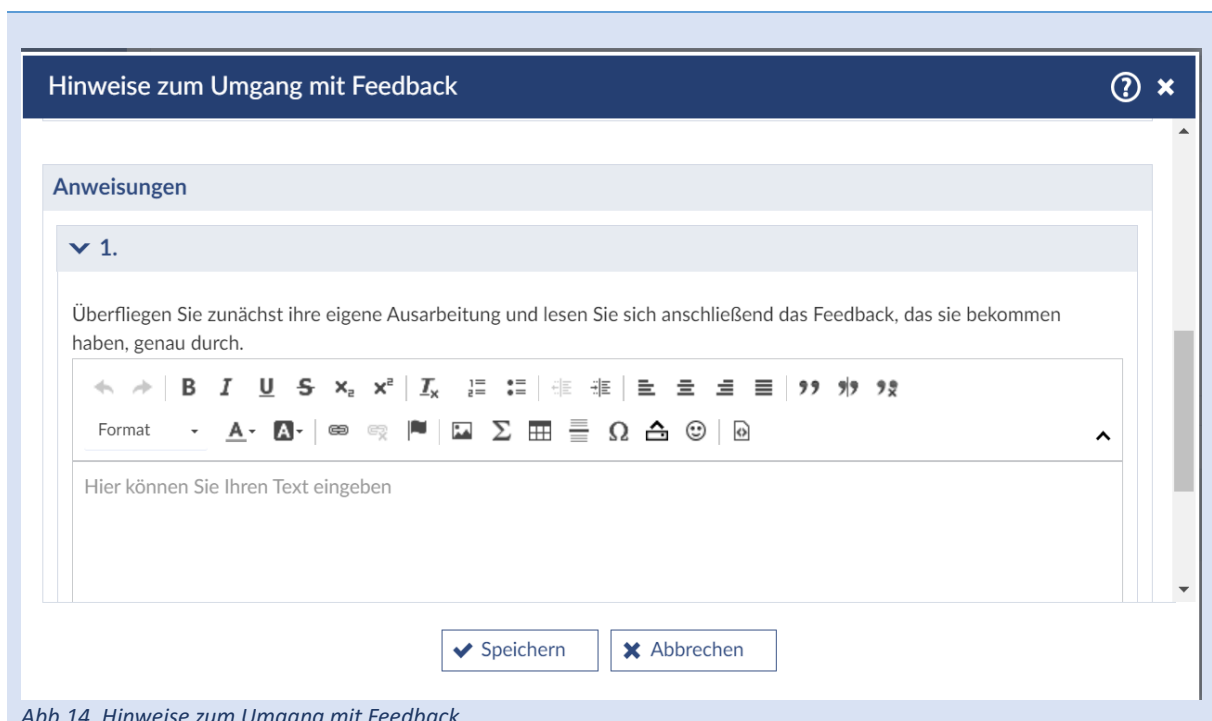 Hinweise zum Umgang mit Feedback
Anweisungen
1.
Überfliegen Sie zunächst ihre eigene Ausarbeitung und lesen Sie sich anschließend das Feedback, das sie bekommen
haben, genau durch.
Format
Hier können Sie Ihren Text eingeben
Speichern
Abbrechen
Abb.14. Hinweise zum Umgang mit Feedback